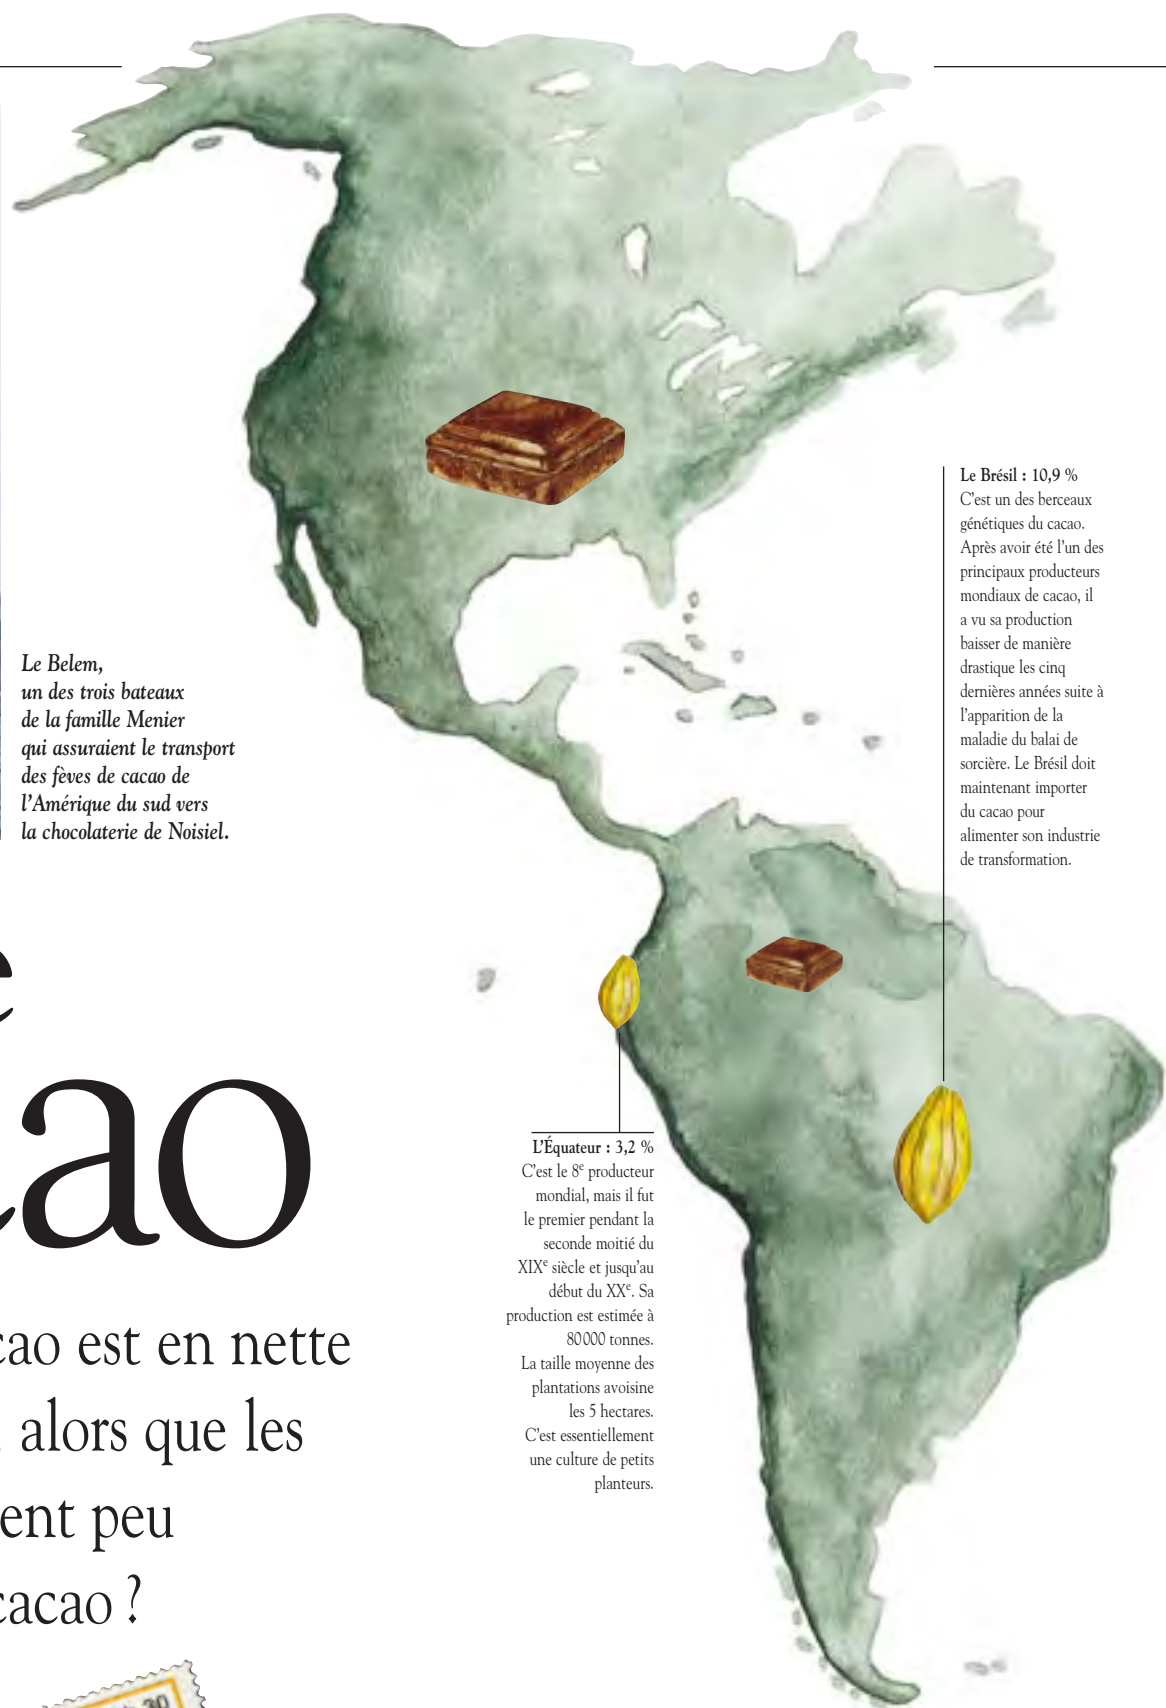 Le Belem,
un des trois bateaux
de la famille Menier
qui assuraient le transport
des fèves de cacao de
l'Amérique du sud vers
la chocolaterie de Noisiel.
Le Brésil : 10,9 %
C'est un des berceaux
génétiques du cacao.
Après avoir été l'un des
principaux producteurs
mondiaux de cacao, il
a vu sa production
baisser de manière
drastique les cinq
dernières années suite à
l'apparition de la
maladie du balai de
sorcière. Le Brésil doit
maintenant importer
du cacao pour
alimenter son industrie
de transformation.
ao
L'Équateur : 3,2 %
C'est le 8e producteur
mondial, mais il fut
le premier pendant la
seconde moitié du
XIXe siècle et jusqu'au
début du XXe. Sa
production est estimée à
80000 tonnes.
La taille moyenne des
plantations avoisine
les 5 hectares.
C'est essentiellement
une culture de petits
planteurs.
cao est en nette
alors que les
ent peu
cacao ?
30